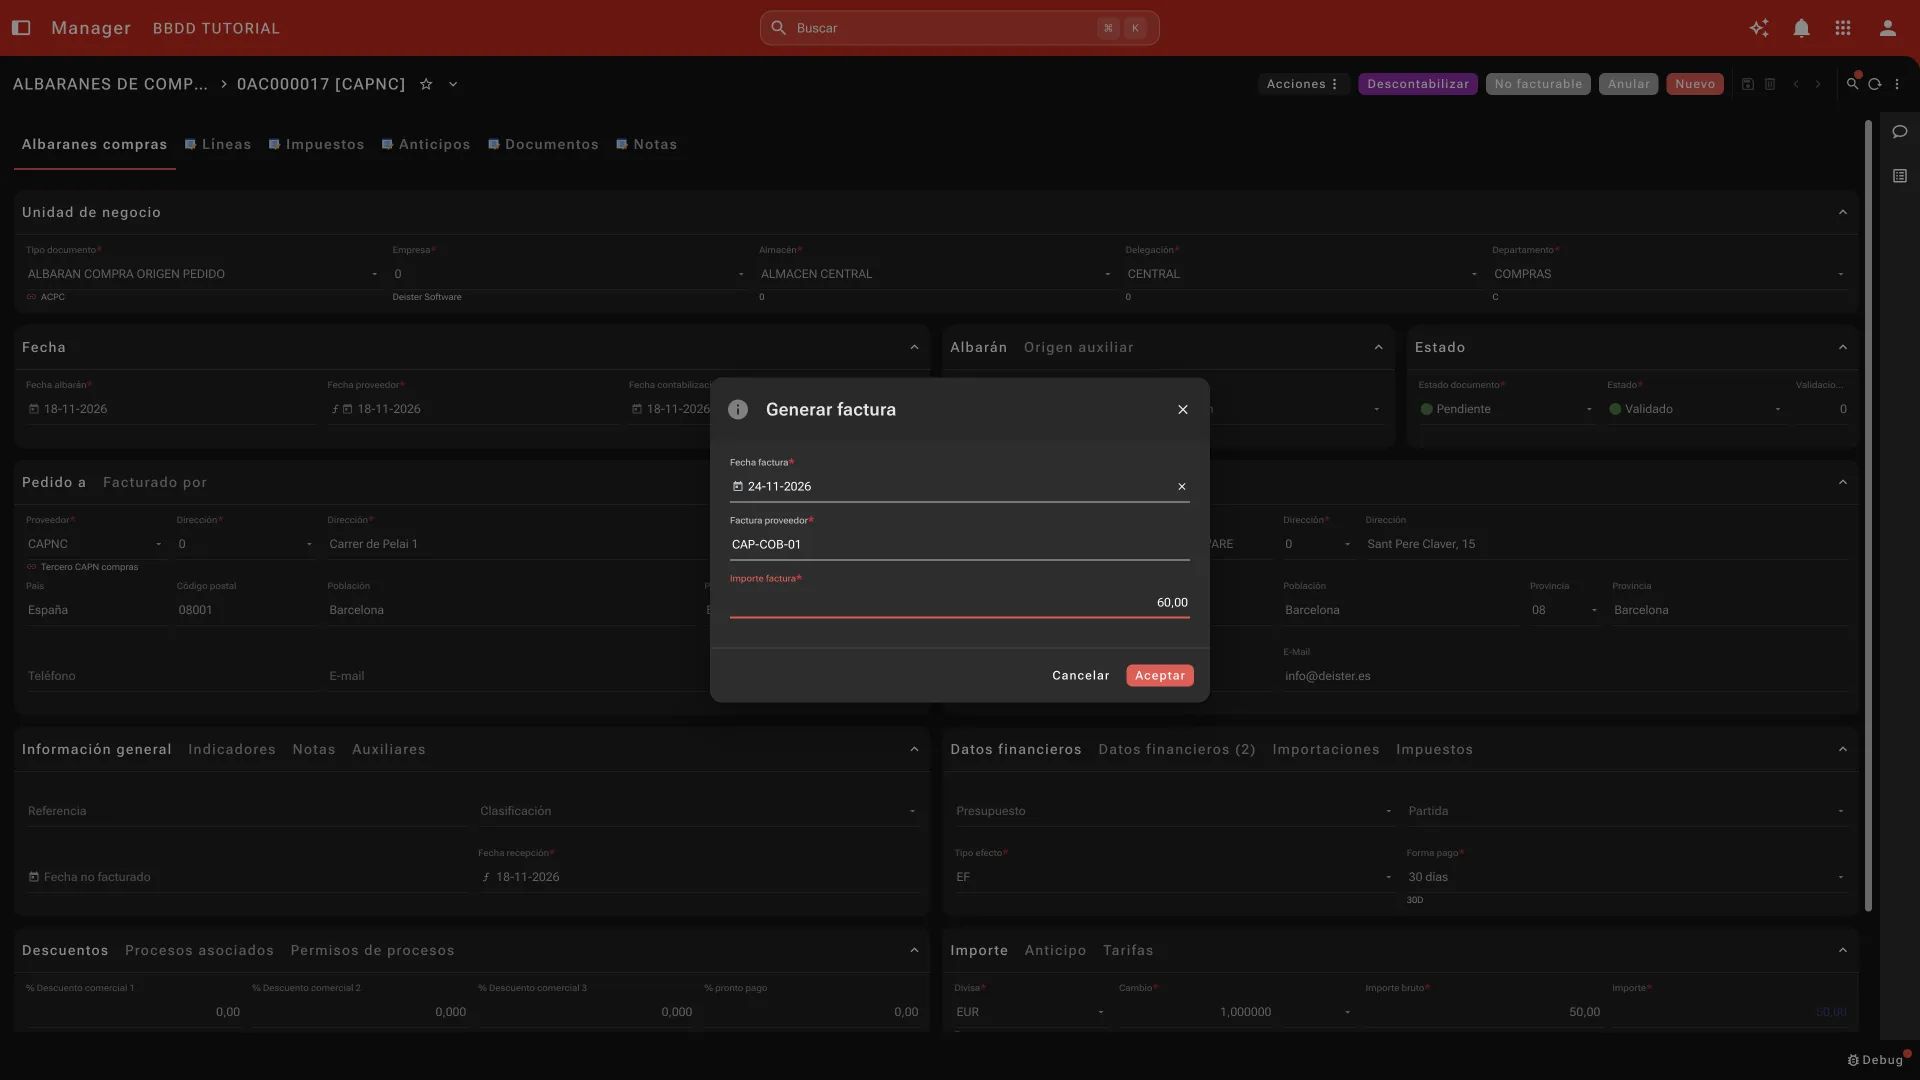 Manager BBDD TUTORIAL Buscar ⌘ K
ALBARANES DE COMP... > 0AC000017 [CAPNC] Acciones Descontabilizar No facturable Anular Nuevo
Albaranes compras Líneas Impuestos Anticipos Documentos Notas
Unidad de negocio
Tipo documento* Empresa* Almacén* Delegación* Departamento*
ALBARAN COMPRA ORIGEN PEDIDO 0 ALMACEN CENTRAL CENTRAL COMPRAS
ACPC Deister Software 0 0 C
Fecha Albarán Origen auxiliar Estado
Fecha albarán* Fecha proveedor* Fecha contabilizaci Estado documento* Estado* Validacio...
18-11-2026 18-11-2026 18-11-2026 Pendiente Validado 0
Generar factura
Fecha factura*
24-11-2026
Factura proveedor*
CAP-COB-01
Importe factura*
60,00
Cancelar Aceptar
Pedido a Facturado por
Proveedor* Dirección* Dirección* Dirección* Dirección
CAPNC 0 Carrer de Pelai 1 ARE 0 Sant Pere Claver, 15
Tercero CAPN compras
País Código postal Población Población Provincia Provincia
España 08001 Barcelona Barcelona 08 Barcelona
E-Mail
Teléfono E-mail info@deister.es
Información general Indicadores Notas Auxiliares Datos financieros Datos financieros (2) Importaciones Impuestos
Referencia Clasificación Presupuesto Partida
Fecha recepción* Tipo efecto* Forma pago*
Fecha no facturado 18-11-2026 EF 30 dias
30D
Descuentos Procesos asociados Permisos de procesos Importe Anticipo Tarifas
% Descuento comercial 1 % Descuento comercial 2 % Descuento comercial 3 % pronto pago Divisa* Cambio* Importe bruto* Importe*
0,00 0,000 0,000 0,00 EUR 1,000000 50,00 50,00
Debug